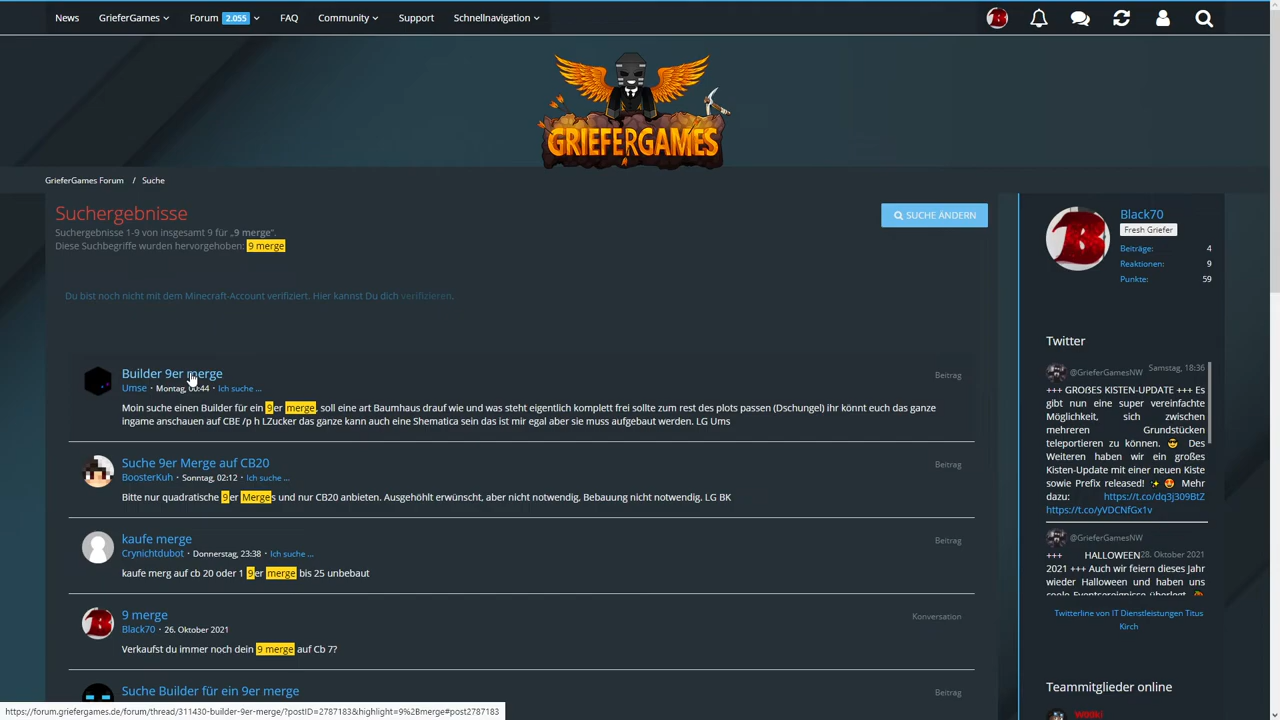 News GrieferGames Forum 2.055 FAQ Community Support Schnellnavigation
GRIEFERGAMES
GrieferGames Forum / Suche
Suchergebnisse
SUCHE ÄNDERN
Suchergebnisse 1-9 von insgesamt 9 für „9 merge“.
Diese Suchbegriffe wurden hervorgehoben: 9 merge
Du bist noch nicht mit dem Minecraft-Account verifiziert. Hier kannst Du dich verifizieren.
Builder 9er merge
Beitrag
Umse • Montag, 00:44 • Ich suche ...
Moin suche einen Builder für ein 9er merge, soll eine art Baumhaus drauf wie und was steht eigentlich komplett frei sollte zum rest des plots passen (Dschungel) ihr könnt euch das ganze
ingame anschauen auf CBE /p h LZucker das ganze kann auch eine Shematica sein das ist mir egal aber sie muss aufgebaut werden. LG Ums
Suche 9er Merge auf CB20
Beitrag
BoosterKuh • Sonntag, 02:12 • Ich suche ...
Bitte nur quadratische 9er Merges und nur CB20 anbieten. Ausgehöhlt erwünscht, aber nicht notwendig, Bebauung nicht notwendig. LG BK
kaufe merge
Beitrag
Crynichtdubot • Donnerstag, 23:38 • Ich suche ...
kaufe merg auf cb 20 oder 1 9er merge bis 25 unbebaut
9 merge
Konversation
Black70 • 26. Oktober 2021
Verkaufst du immer noch dein 9 merge auf Cb 7?
Suche Builder für ein 9er merge
Beitrag
https://forum.griefergames.de/forum/thread/311430-builder-9er-merge/?postID=2787183&highlight=9%2Bmerge#post2787183
Black70
Fresh Griefer
Beiträge: 4
Reaktionen: 9
Punkte: 59
Twitter
@GrieferGamesNW Samstag, 18:36
+++ GROẞES KISTEN-UPDATE +++ Es
gibt nun eine super vereinfachte
Möglichkeit, sich zwischen
mehreren Grundstücken
teleportieren zu können. 😎 Des
Weiteren haben wir ein großes
Kisten-Update mit einer neuen Kiste
sowie Prefix released! ✨ 😍 Mehr
dazu: https://t.co/dq3j309BtZ
https://t.co/yVDCNfGx1v
@GrieferGamesNW
+++ HALLOWEEN 28. Oktober 2021
2021 +++ Auch wir feiern dieses Jahr
wieder Halloween und haben uns
coole Eventsereignisse überlegt.
Twitterline von IT Dienstleistungen Titus
Kirch
Teammitglieder online